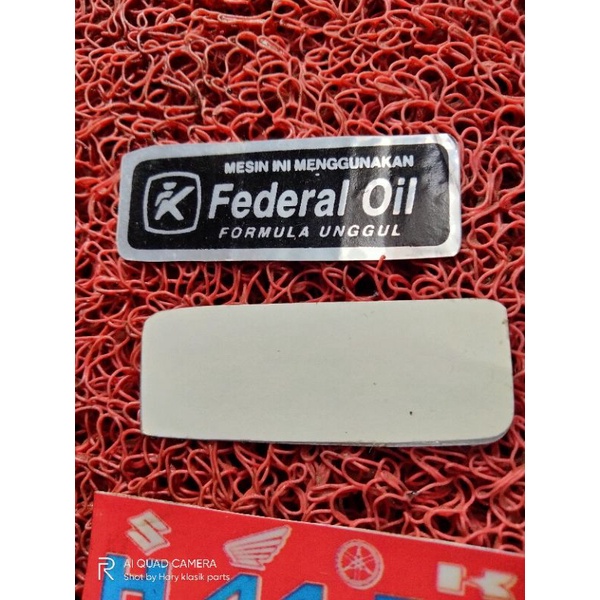 MESIN INI MENGGUNAKAN
Federal Oil
FORMULA UNGGUL
AI QUAD CAMERA
Shot by Hary klasik parts